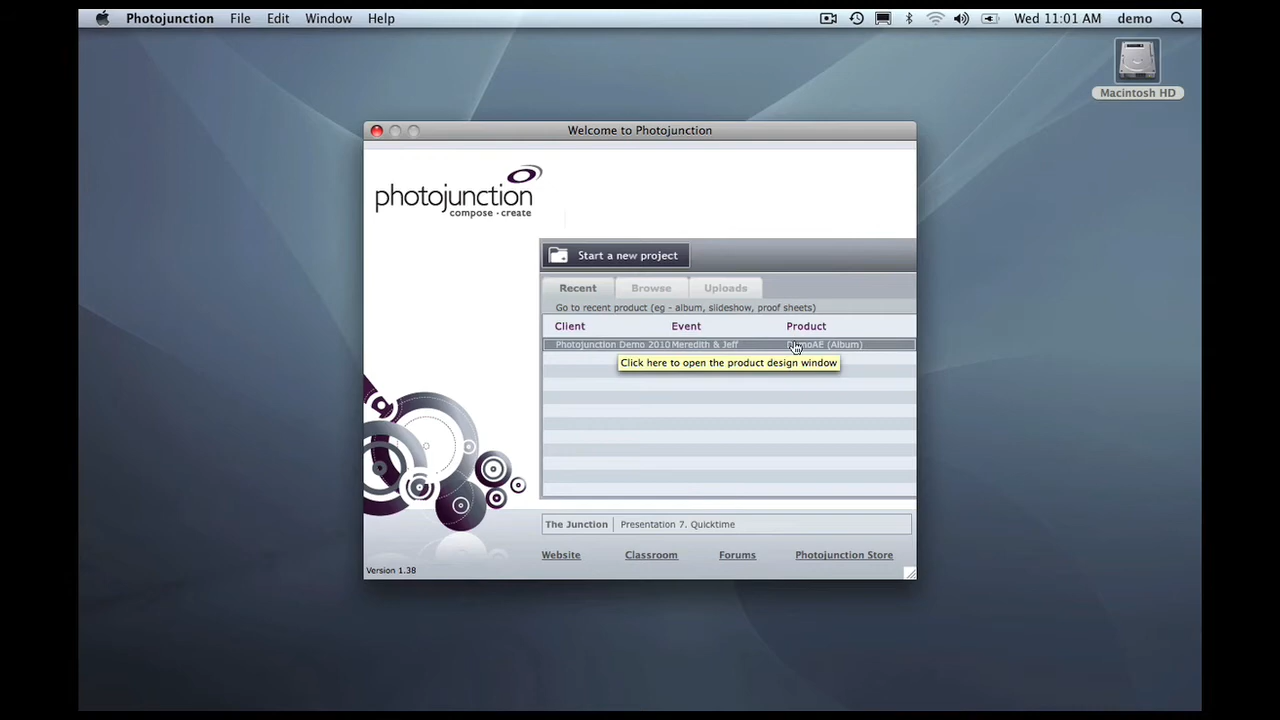 Photojunction File Edit Window Help Wed 11:01 AM demo
Macintosh HD
Welcome to Photojunction
photojunction
compose · create
Start a new project
Recent Browse Uploads
Go to recent product (eg - album, slideshow, proof sheets)
Client Event Product
Photojunction Demo 2010 Meredith & Jeff DemoAE (Album)
Click here to open the product design window
The Junction Presentation 7. Quicktime
Website Classroom Forums Photojunction Store
Version 1.38